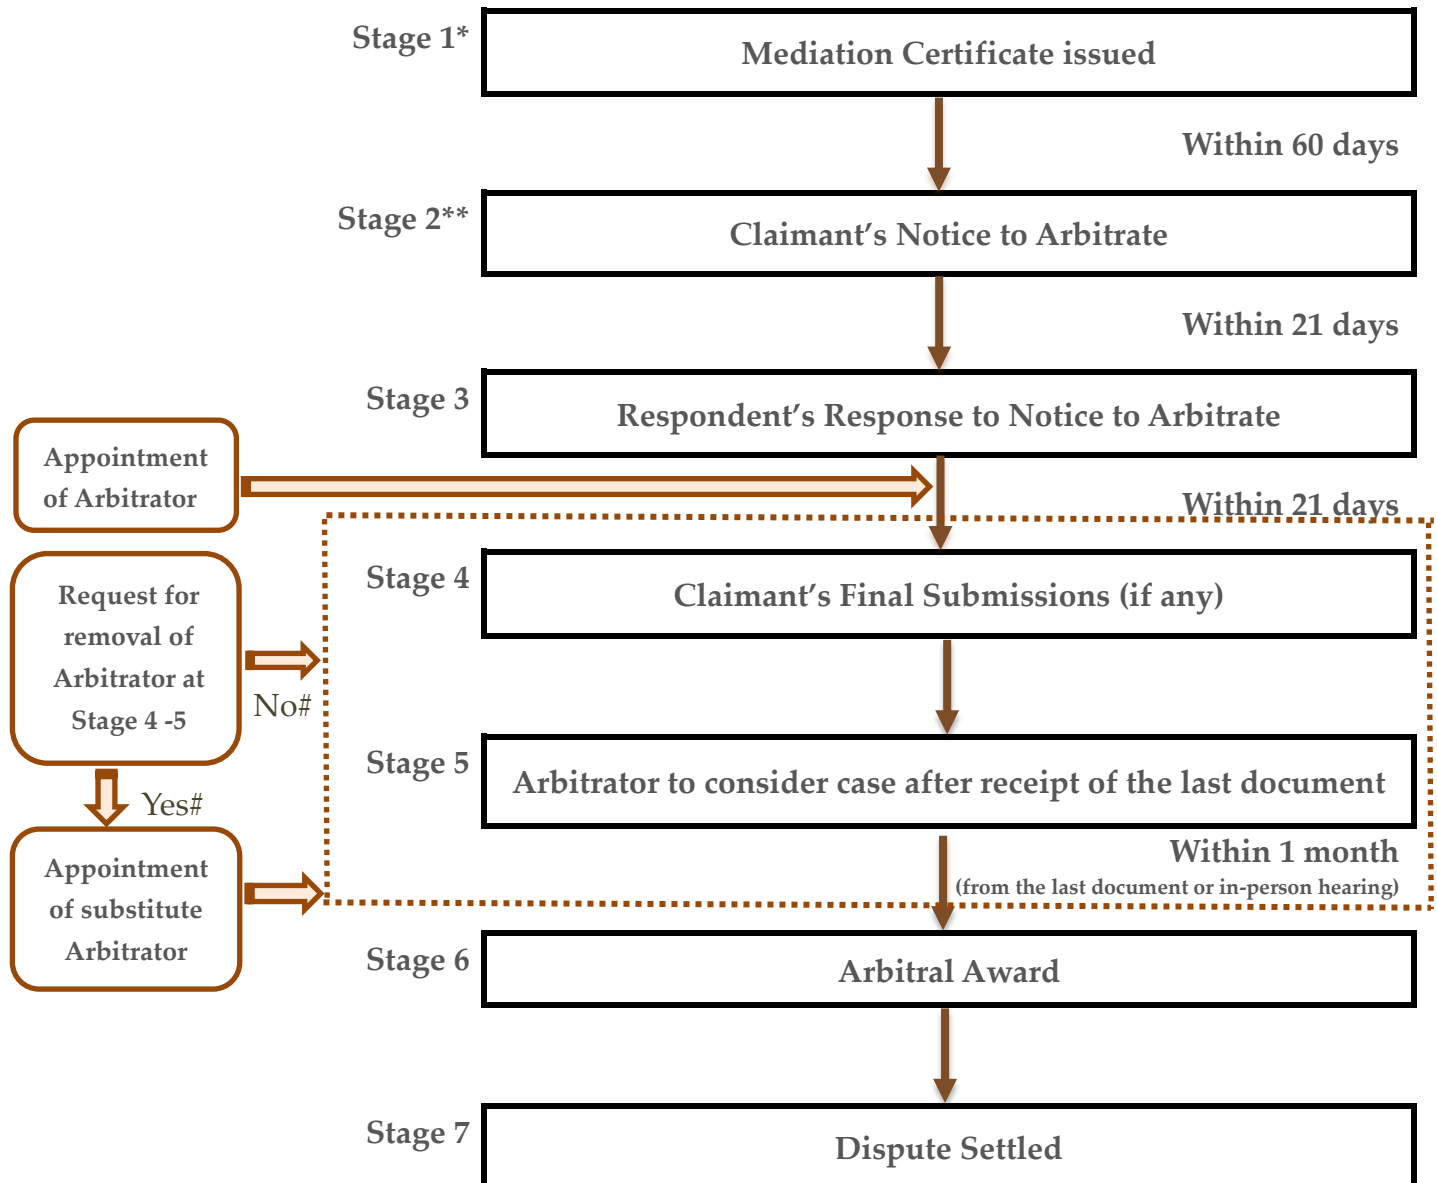 Stage 1*
Mediation Certificate issued
Within 60 days
Stage 2**
Claimant’s Notice to Arbitrate
Within 21 days
Stage 3
Respondent’s Response to Notice to Arbitrate
Appointment
of Arbitrator
Within 21 days
Stage 4
Claimant’s Final Submissions (if any)
Request for
removal of
Arbitrator at
Stage 4 -5
No#
Yes#
Stage 5
Arbitrator to consider case after receipt of the last document
Within 1 month
(from the last document or in-person hearing)
Appointment
of substitute
Arbitrator
Stage 6
Arbitral Award
Stage 7
Dispute Settled